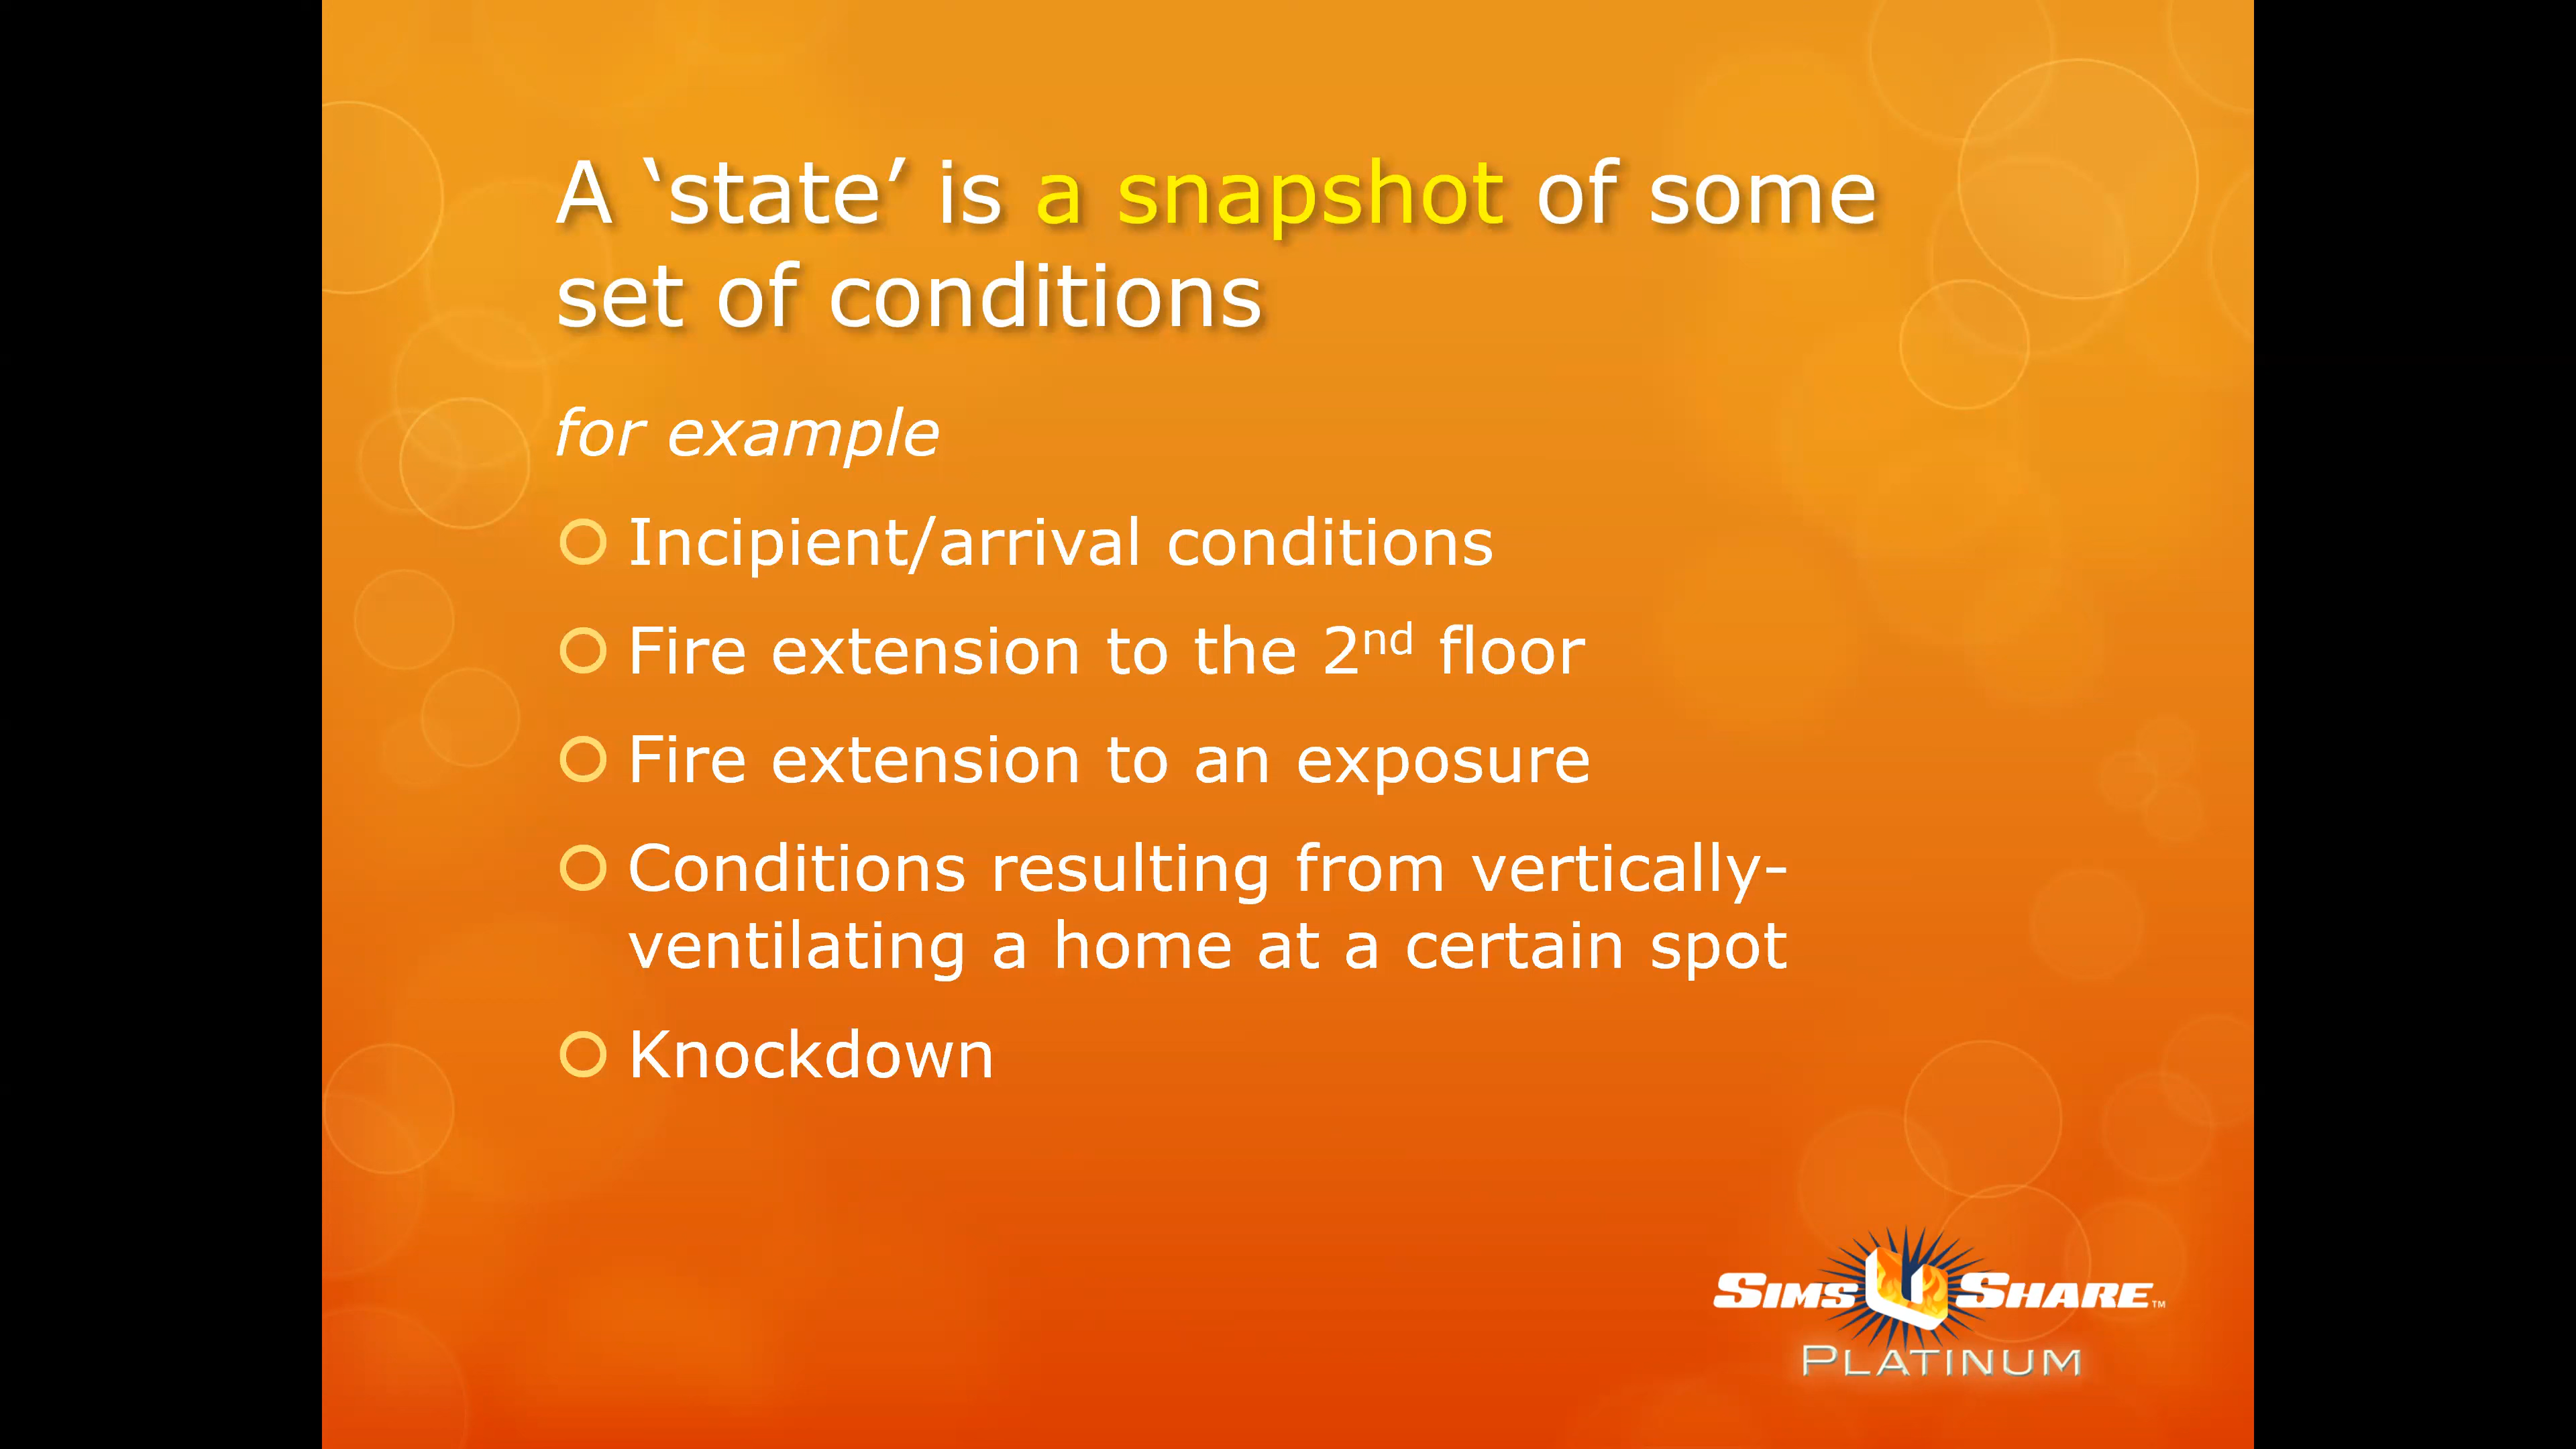 A ‘state’ is a snapshot of some
set of conditions
for example
Incipient/arrival conditions
Fire extension to the 2nd floor
Fire extension to an exposure
Conditions resulting from vertically-
ventilating a home at a certain spot
Knockdown
SIMS U SHARE™
PLATINUM